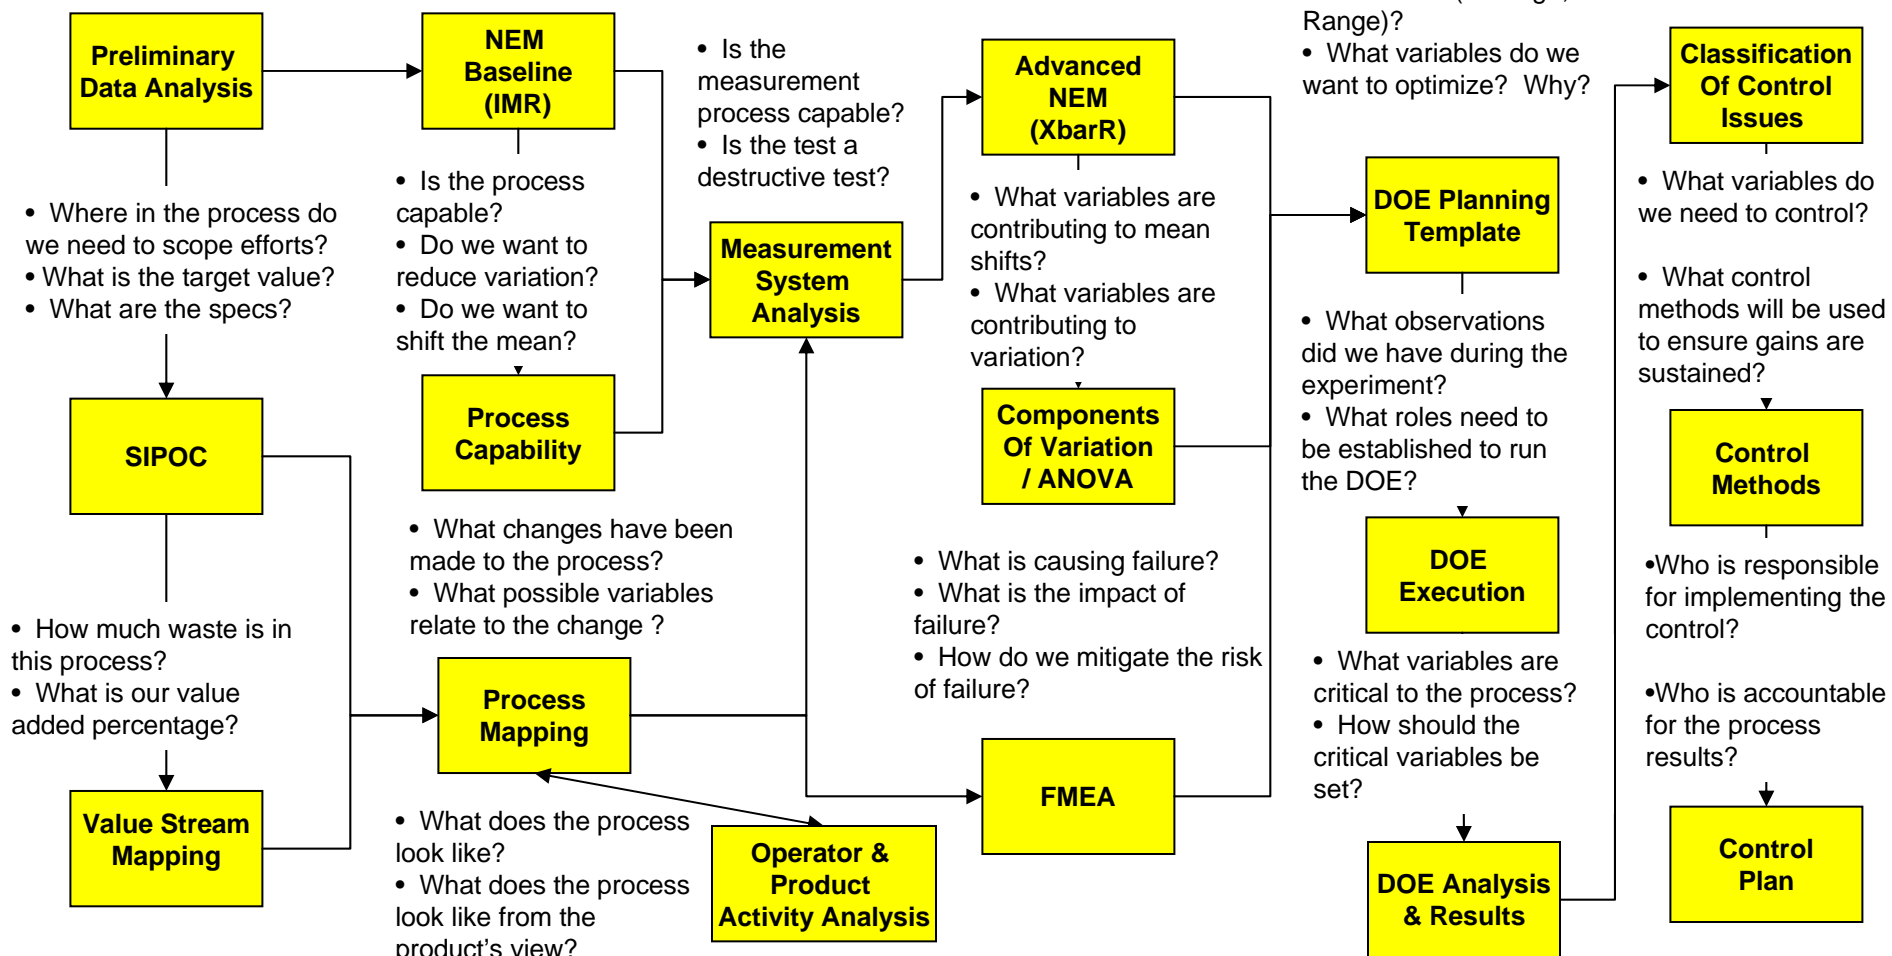 Preliminary
Data Analysis
• Where in the process do
we need to scope efforts?
• What is the target value?
• What are the specs?
SIPOC
• How much waste is in
this process?
• What is our value
added percentage?
Value Stream
Mapping
NEM
Baseline
(IMR)
• Is the process
capable?
• Do we want to
reduce variation?
• Do we want to
shift the mean?
Process
Capability
• What changes have been
made to the process?
• What possible variables
relate to the change ?
Process
Mapping
• What does the process
look like?
• What does the process
look like from the
product's view?
• Is the
measurement
process capable?
• Is the test a
destructive test?
Measurement
System
Analysis
Operator &
Product
Activity Analysis
Advanced
NEM
(XbarR)
• What variables are
contributing to mean
shifts?
• What variables are
contributing to
variation?
Components
Of Variation
/ ANOVA
• What is causing failure?
• What is the impact of
failure?
• How do we mitigate the risk
of failure?
FMEA
Range)?
• What variables do we
want to optimize? Why?
DOE Planning
Template
• What observations
did we have during the
experiment?
• What roles need to
be established to run
the DOE?
DOE
Execution
• What variables are
critical to the process?
• How should the
critical variables be
set?
DOE Analysis
& Results
Classification
Of Control
Issues
• What variables do
we need to control?
• What control
methods will be used
to ensure gains are
sustained?
Control
Methods
•Who is responsible
for implementing the
control?
•Who is accountable
for the process
results?
Control
Plan